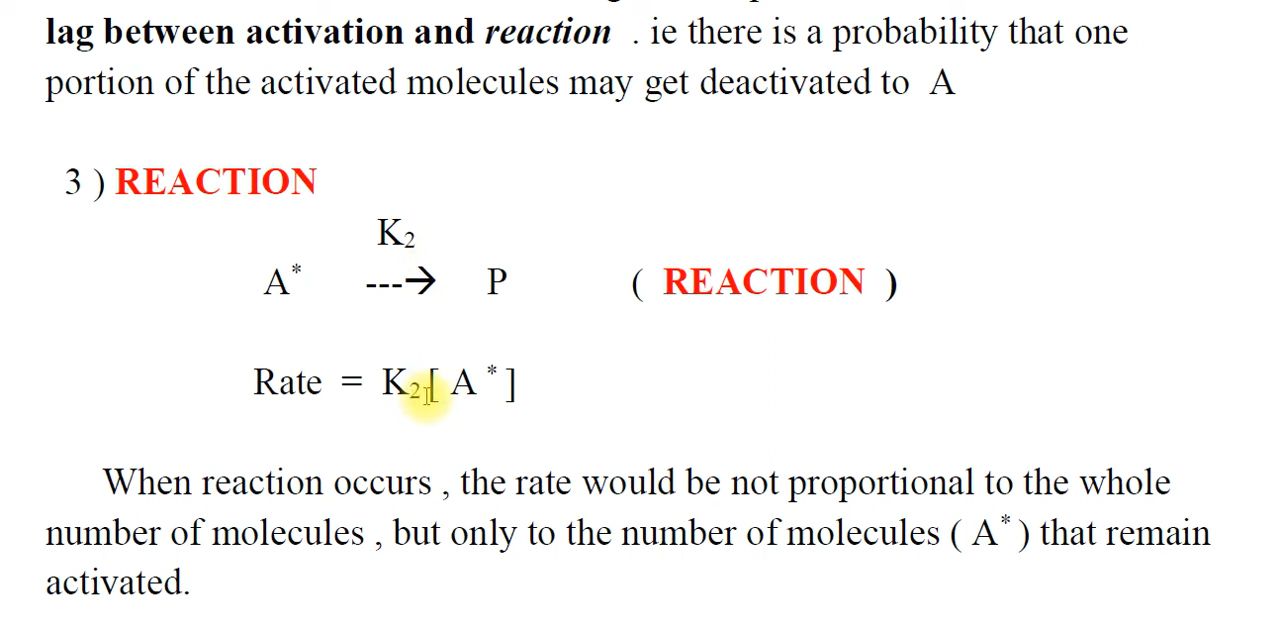 lag between activation and reaction . ie there is a probability that one
portion of the activated molecules may get deactivated to A
3 ) REACTION
K₂
A* ---→ P ( REACTION )
Rate = K₂[ A * ]
When reaction occurs , the rate would be not proportional to the whole
number of molecules , but only to the number of molecules ( A* ) that remain
activated.